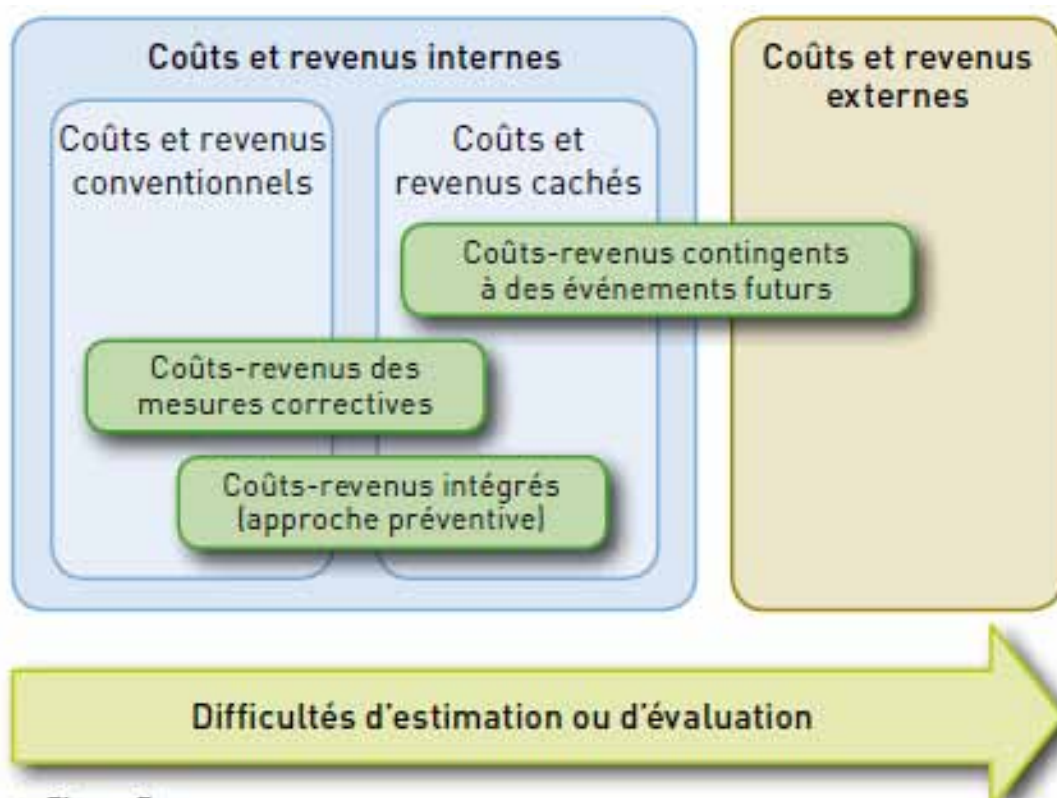 Coûts et revenus internes
Coûts et revenus
conventionnels
Coûts et
revenus cachés
Coûts et revenus
externes
Coûts-revenus contingents
à des événements futurs
Coûts-revenus des
mesures correctives
Coûts-revenus intégrés
(approche préventive)
Difficultés d'estimation ou d'évaluation